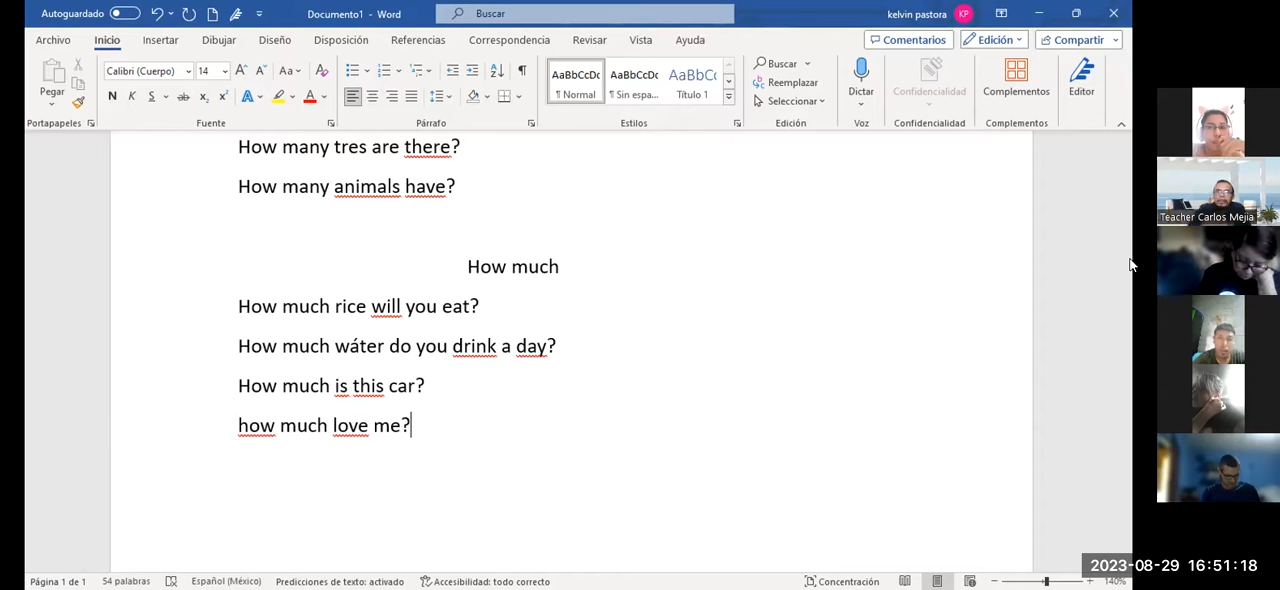 Autoguardado
Documento1 - Word
Buscar
kelvin pastora
KP
Archivo Inicio Insertar Dibujar Diseño Disposición Referencias Correspondencia Revisar Vista Ayuda
Comentarios
Edición
Compartir
Pegar
Calibri (Cuerpo)
14
Aa
N K S ab x₂ x² A A
AaBbCcDc AaBbCcDc AaBbCc
¶ Normal ¶ Sin espa... Título 1
Buscar
Reemplazar
Seleccionar
Dictar
Confidencialidad
Complementos
Editor
Portapapeles Fuente Párrafo Estilos Edición Voz Confidencialidad Complementos
How many tres are there?
How many animals have?
How much
How much rice will you eat?
How much wáter do you drink a day?
How much is this car?
how much love me?
Teacher Carlos Mejia
Página 1 de 1 54 palabras Español (México) Predicciones de texto: activado Accesibilidad: todo correcto Concentración 140%
2023-08-29 16:51:18